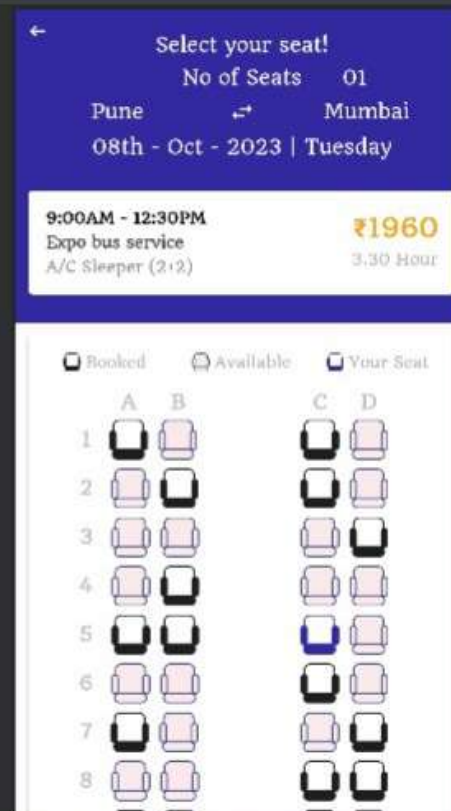 Select your seat!
No of Seats 01
Pune ⇄ Mumbai
08th - Oct - 2023 | Tuesday
9:00AM - 12:30PM
₹1960
Expo bus service
A/C Sleeper (2+2)
3.30 Hour
Booked Available Your Seat
A B C D
1
2
3
4
5
6
7
8